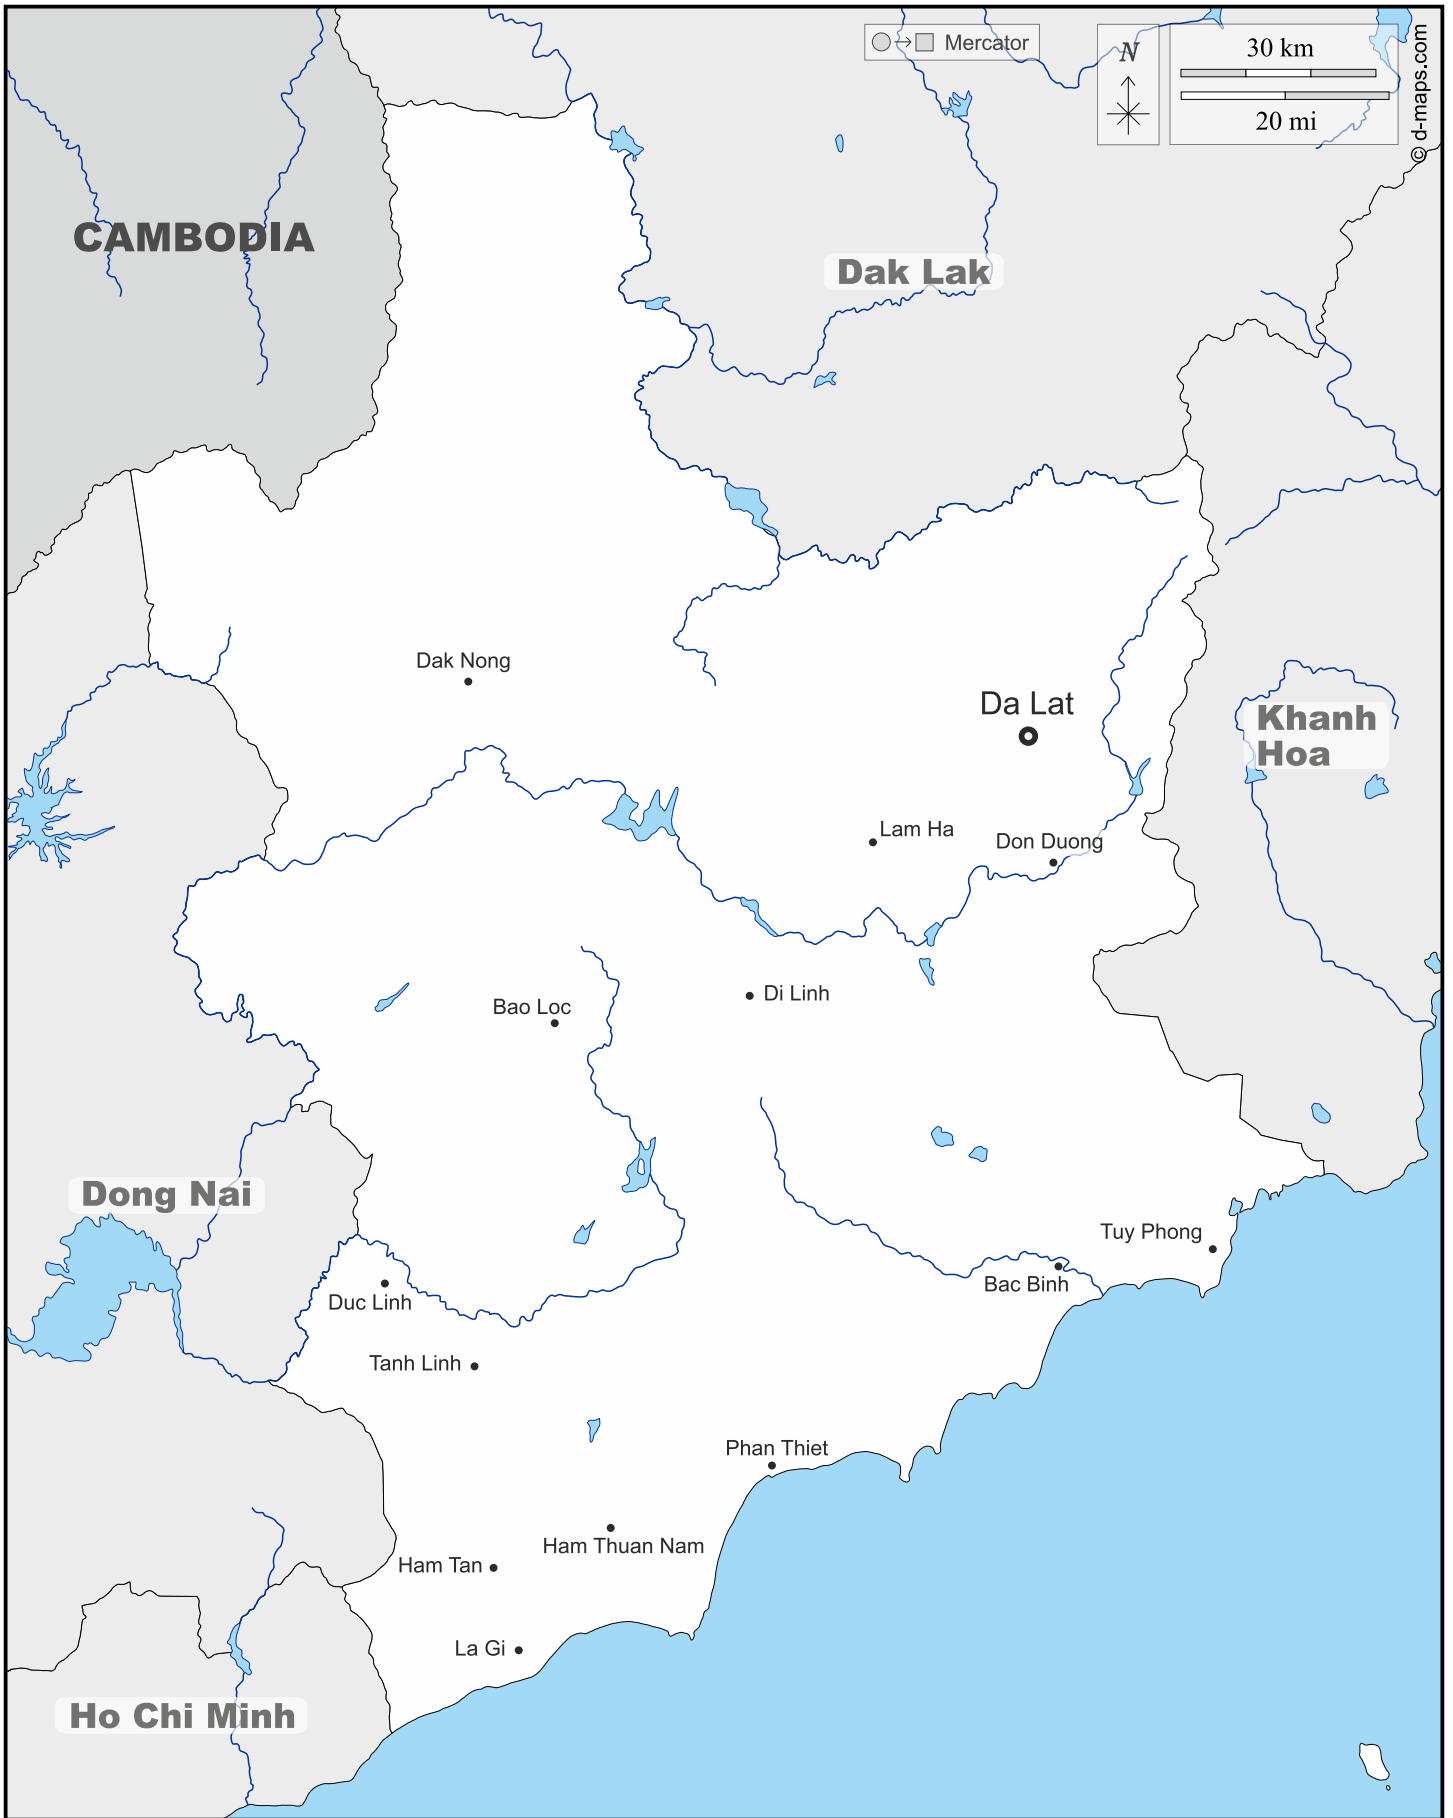 Mercator
N
30 km
20 mi
© d-maps.com
CAMBODIA
Dak Lak
Dak Nong
Da Lat
Khanh
Hoa
Lam Ha
Don Duong
Di Linh
Bao Loc
Dong Nai
Tuy Phong
Bac Binh
Duc Linh
Tanh Linh
Phan Thiet
Ham Thuan Nam
Ham Tan
La Gi
Ho Chi Minh